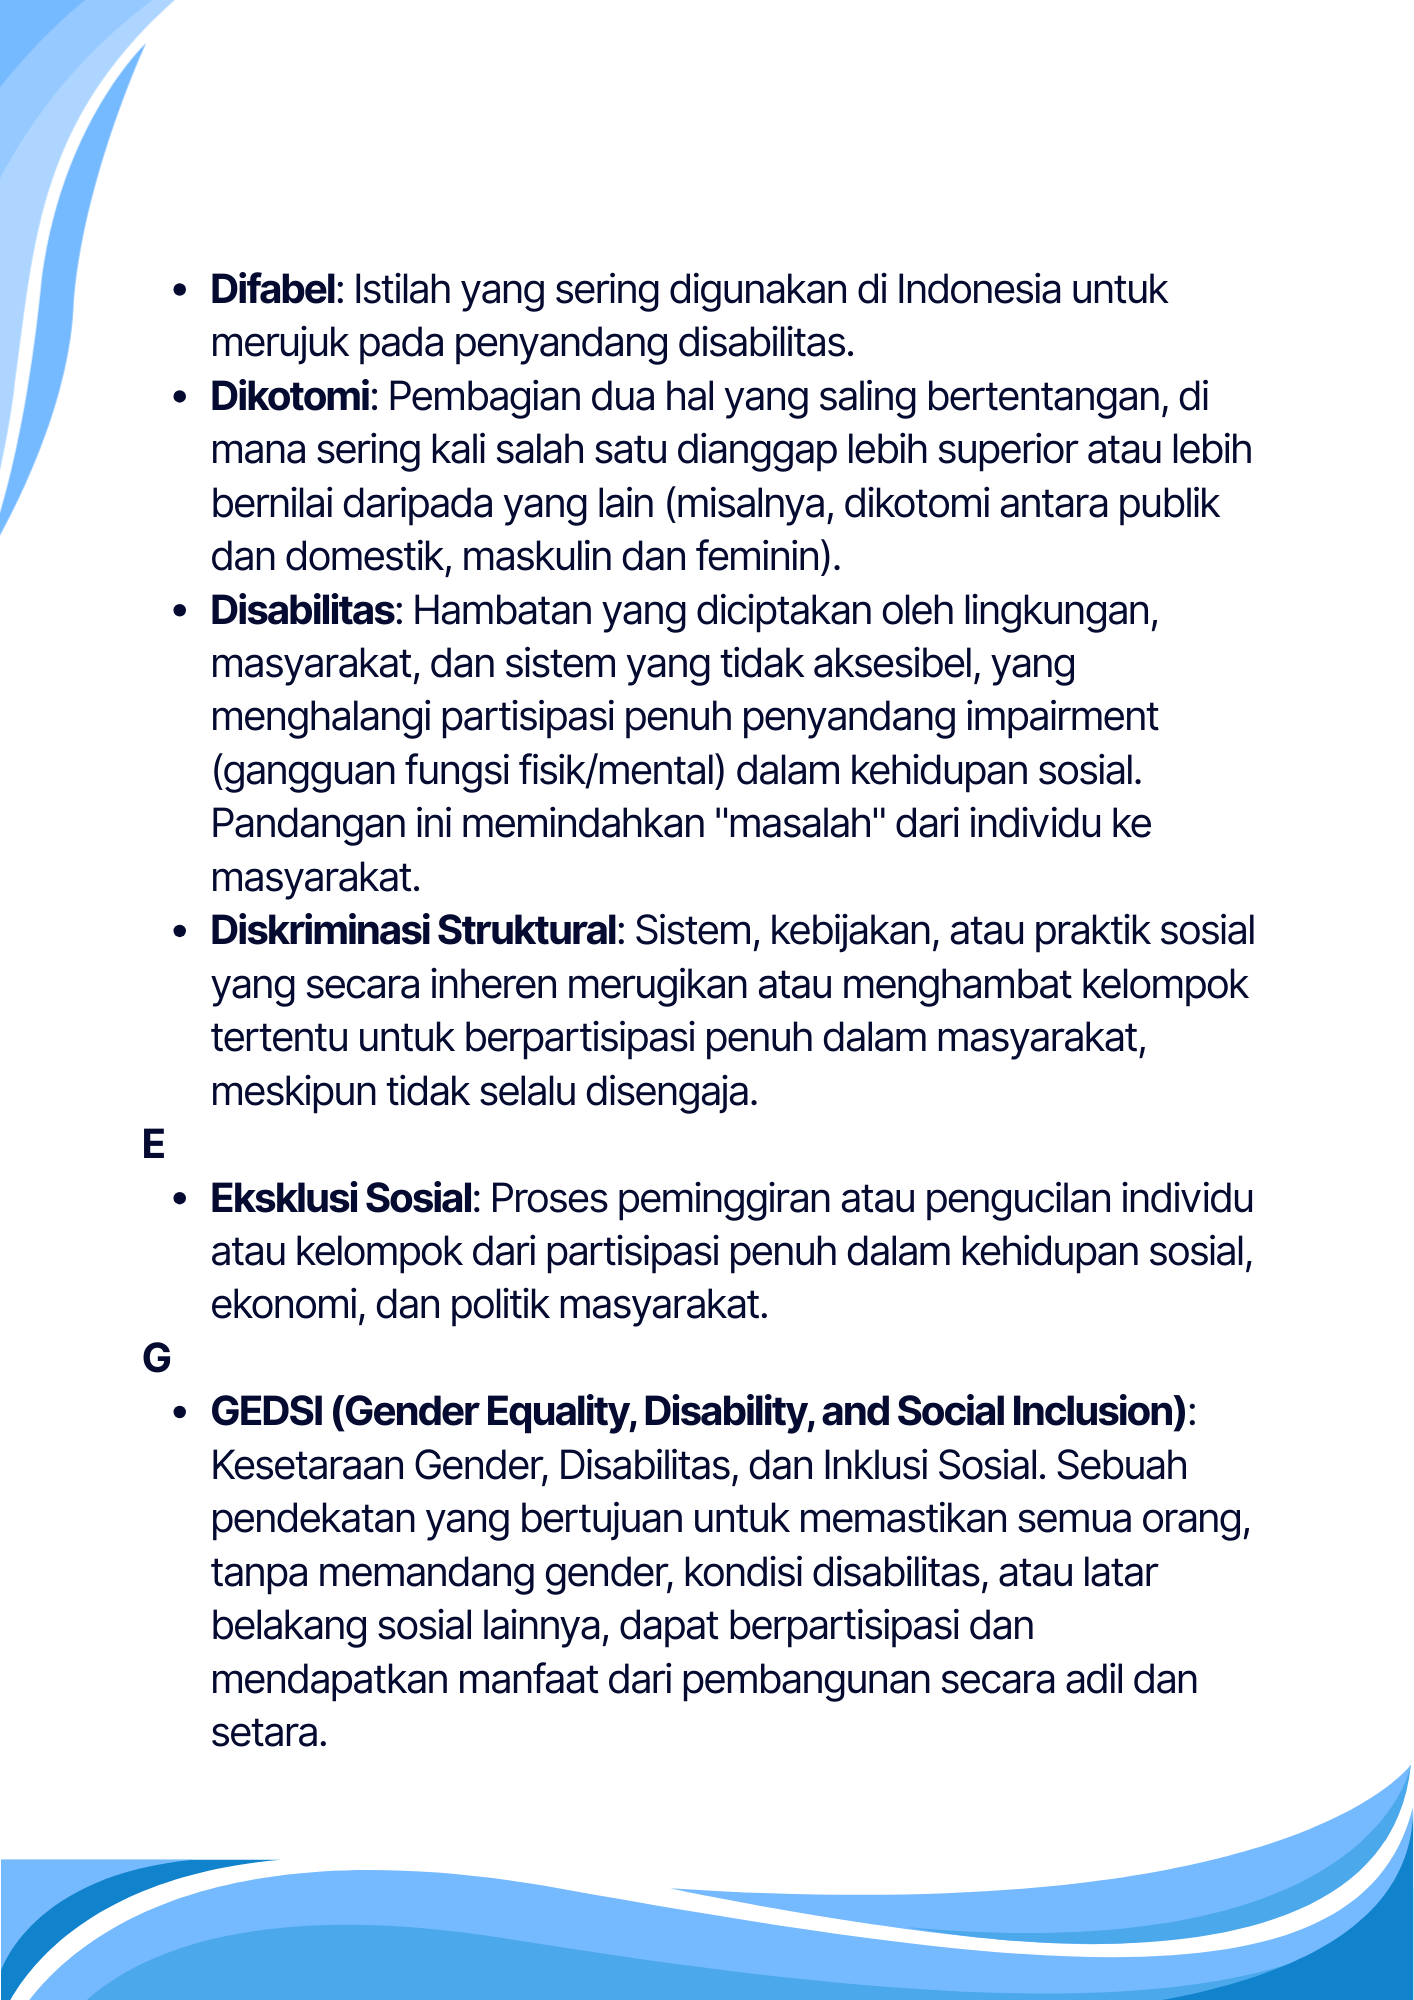 • Difabel: Istilah yang sering digunakan di Indonesia untuk
merujuk pada penyandang disabilitas.
• Dikotomi: Pembagian dua hal yang saling bertentangan, di
mana sering kali salah satu dianggap lebih superior atau lebih
bernilai daripada yang lain (misalnya, dikotomi antara publik
dan domestik, maskulin dan feminin).
• Disabilitas: Hambatan yang diciptakan oleh lingkungan,
masyarakat, dan sistem yang tidak aksesibel, yang
menghalangi partisipasi penuh penyandang impairment
(gangguan fungsi fisik/mental) dalam kehidupan sosial.
Pandangan ini memindahkan "masalah" dari individu ke
masyarakat.
• Diskriminasi Struktural: Sistem, kebijakan, atau praktik sosial
yang secara inheren merugikan atau menghambat kelompok
tertentu untuk berpartisipasi penuh dalam masyarakat,
meskipun tidak selalu disengaja.
E
• Eksklusi Sosial: Proses peminggiran atau pengucilan individu
atau kelompok dari partisipasi penuh dalam kehidupan sosial,
ekonomi, dan politik masyarakat.
G
• GEDSI (Gender Equality, Disability, and Social Inclusion):
Kesetaraan Gender, Disabilitas, dan Inklusi Sosial. Sebuah
pendekatan yang bertujuan untuk memastikan semua orang,
tanpa memandang gender, kondisi disabilitas, atau latar
belakang sosial lainnya, dapat berpartisipasi dan
mendapatkan manfaat dari pembangunan secara adil dan
setara.